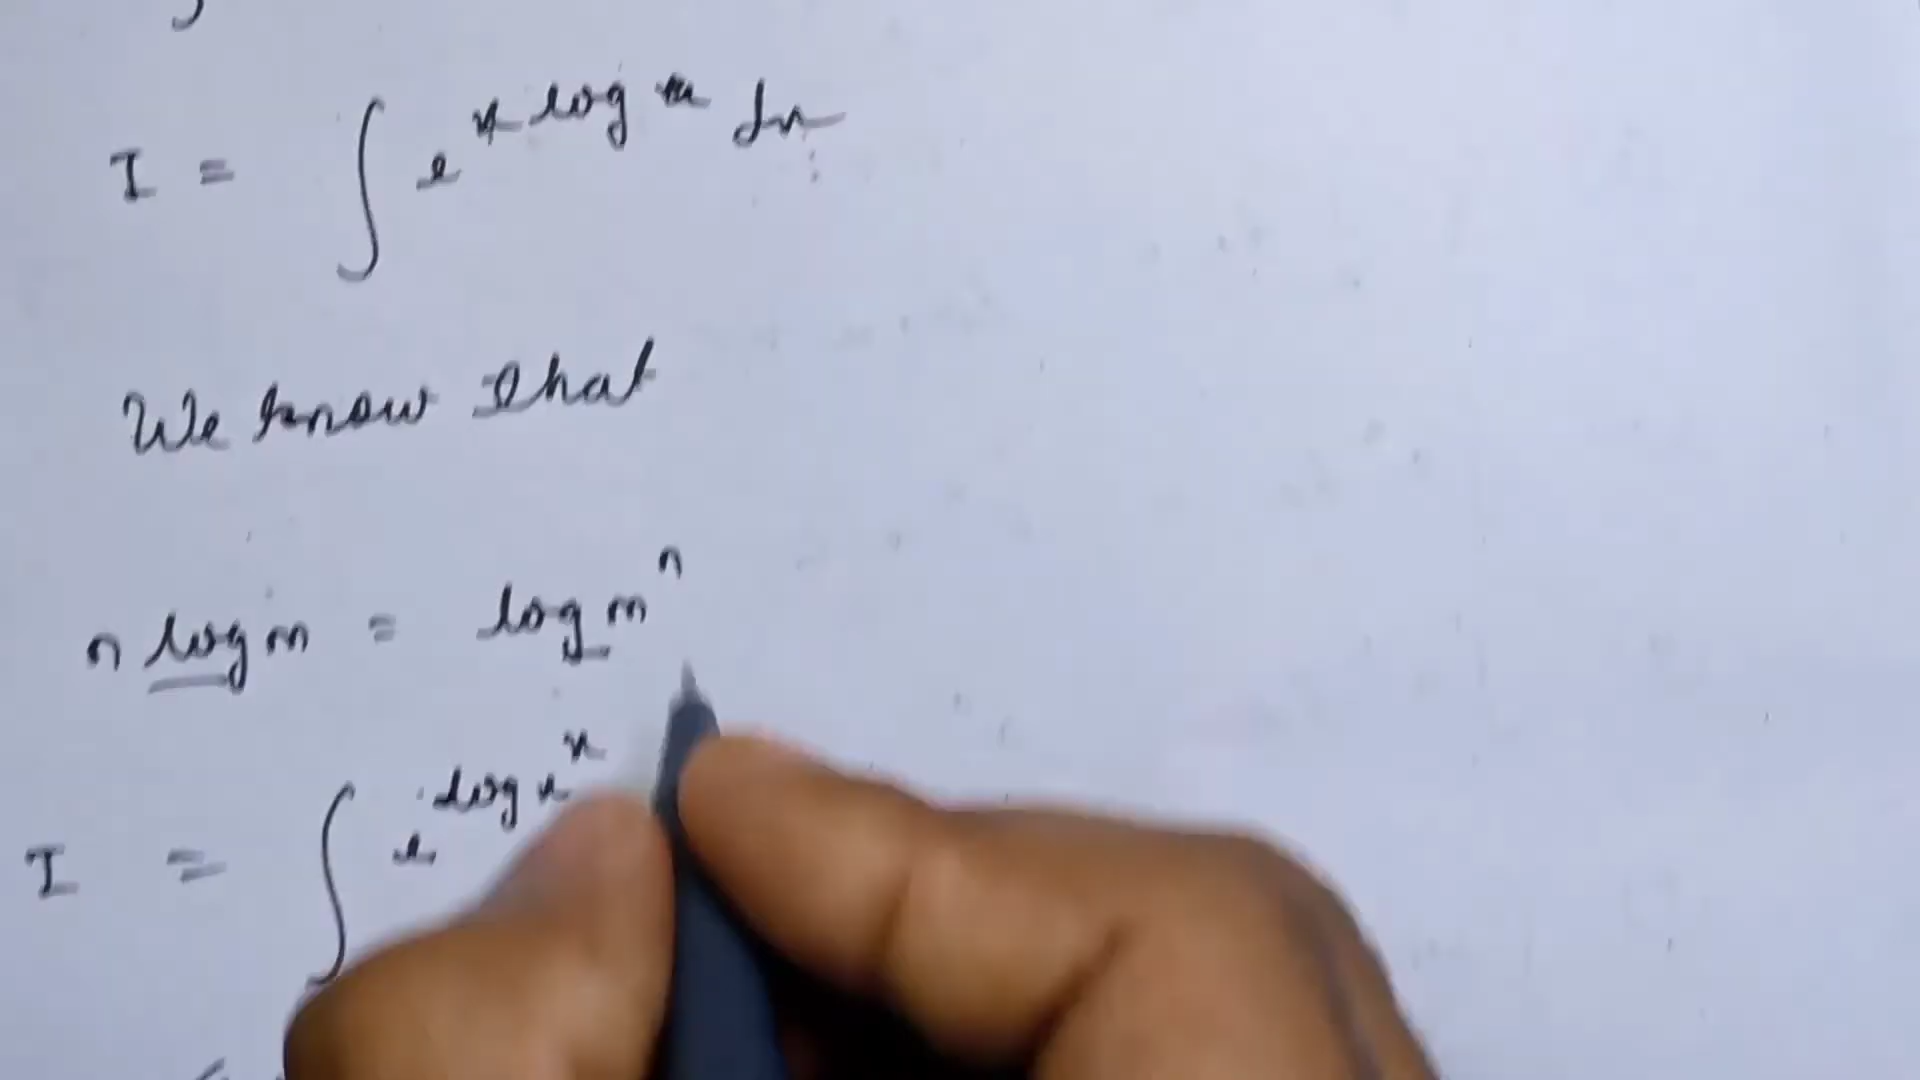 I = ∫ e^{x log x} dx
We know that
n log m = log m^n
I = ∫ e^{log x^x}